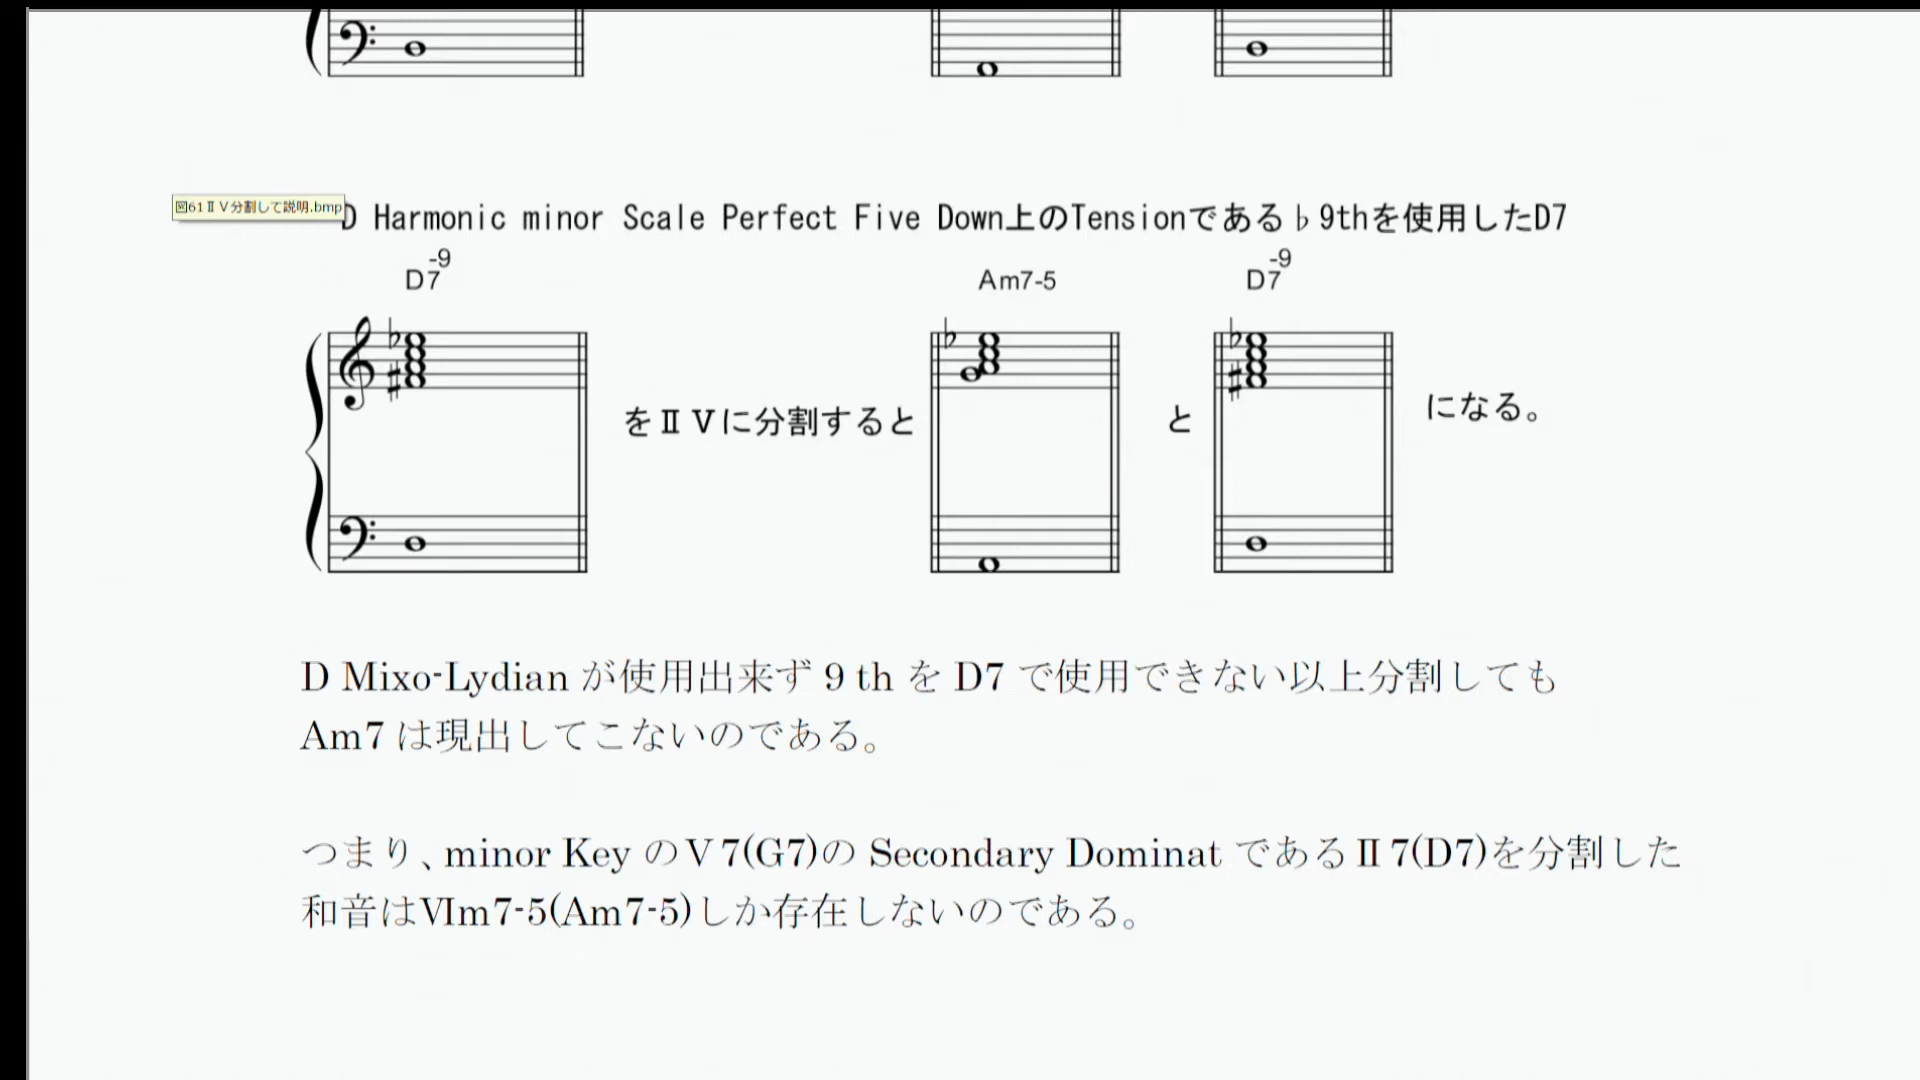 図61ⅡⅤ分割して説明.bmp
D Harmonic minor Scale Perfect Five Down上のTensionである♭9thを使用したD7
D7-9 Am7-5 D7-9
をⅡⅤに分割すると と になる。
D Mixo-Lydian が使用出来ず 9 th を D7 で使用できない以上分割しても
Am7 は現出してこないのである。
つまり、minor Key のⅤ7(G7)の Secondary Dominat であるⅡ7(D7)を分割した
和音はⅥm7-5(Am7-5)しか存在しないのである。